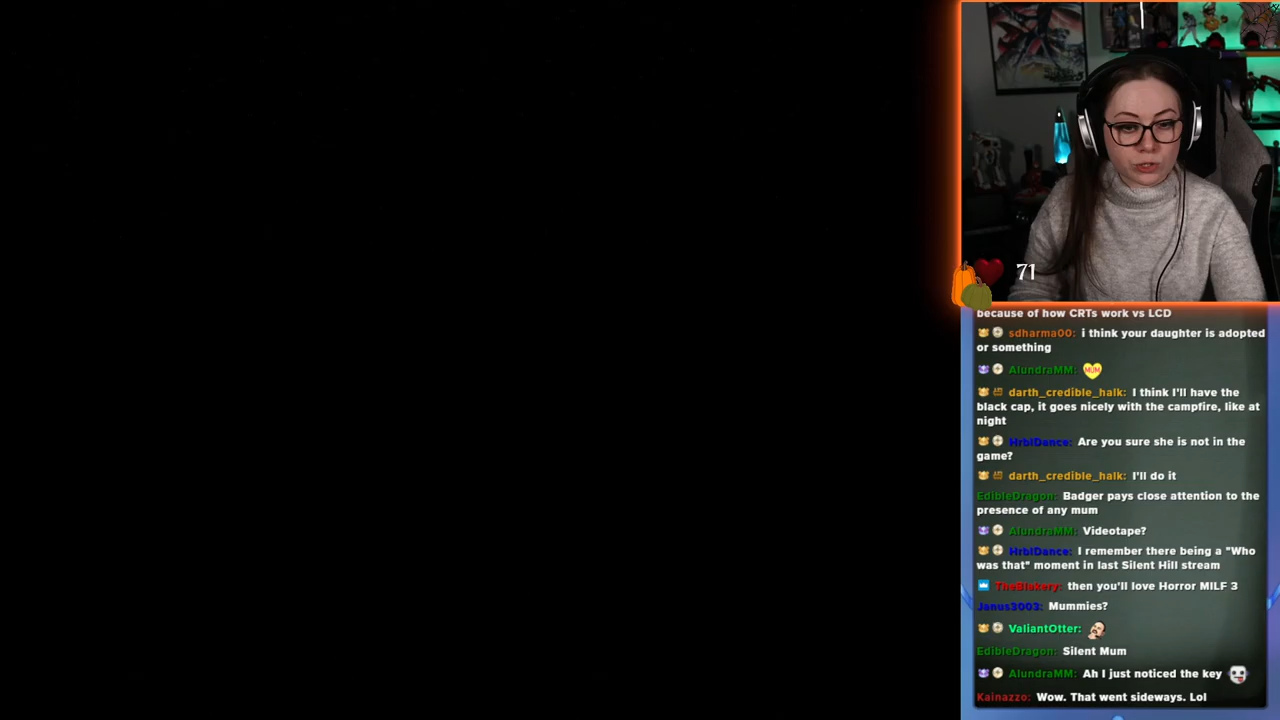 71
because of how CRTs work vs LCD
sdharma00: i think your daughter is adopted
or something
AlundraMM: MUM
darth_credible_halk: I think I'll have the
black cap, it goes nicely with the campfire, like at
night
HrblDance: Are you sure she is not in the
game?
darth_credible_halk: I'll do it
EdibleDragon: Badger pays close attention to the
presence of any mum
AlundraMM: Videotape?
HrblDance: I remember there being a "Who
was that" moment in last Silent Hill stream
TheBlakery: then you'll love Horror MILF 3
Janus3003: Mummies?
ValiantOtter:
EdibleDragon: Silent Mum
AlundraMM: Ah I just noticed the key
Kainazzo: Wow. That went sideways. Lol